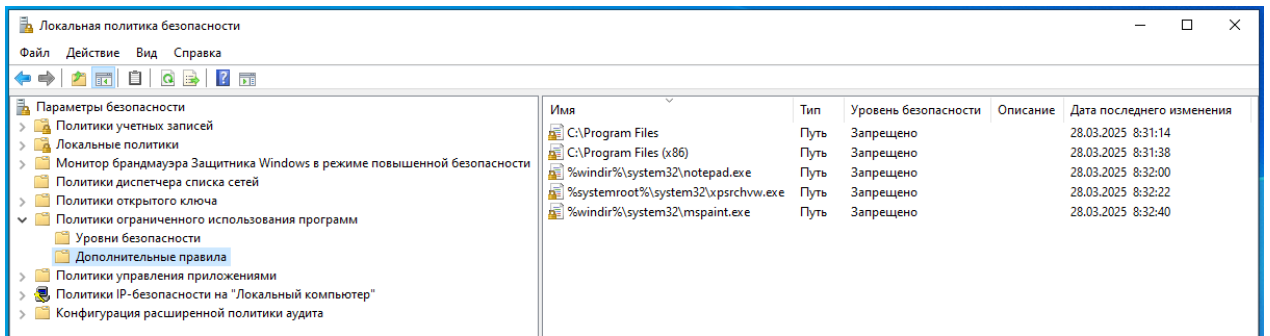 Локальная политика безопасности
Файл Действие Вид Справка
Параметры безопасности
Политики учетных записей
Локальные политики
Монитор брандмауэра Защитника Windows в режиме повышенной безопасности
Политики диспетчера списка сетей
Политики открытого ключа
Политики ограниченного использования программ
Уровни безопасности
Дополнительные правила
Политики управления приложениями
Политики IP-безопасности на "Локальный компьютер"
Конфигурация расширенной политики аудита
Имя Тип Уровень безопасности Описание Дата последнего изменения
C:\Program Files Путь Запрещено 28.03.2025 8:31:14
C:\Program Files (x86) Путь Запрещено 28.03.2025 8:31:38
%windir%\system32\notepad.exe Путь Запрещено 28.03.2025 8:32:00
%systemroot%\system32\xpsrchvw.exe Путь Запрещено 28.03.2025 8:32:22
%windir%\system32\mspaint.exe Путь Запрещено 28.03.2025 8:32:40